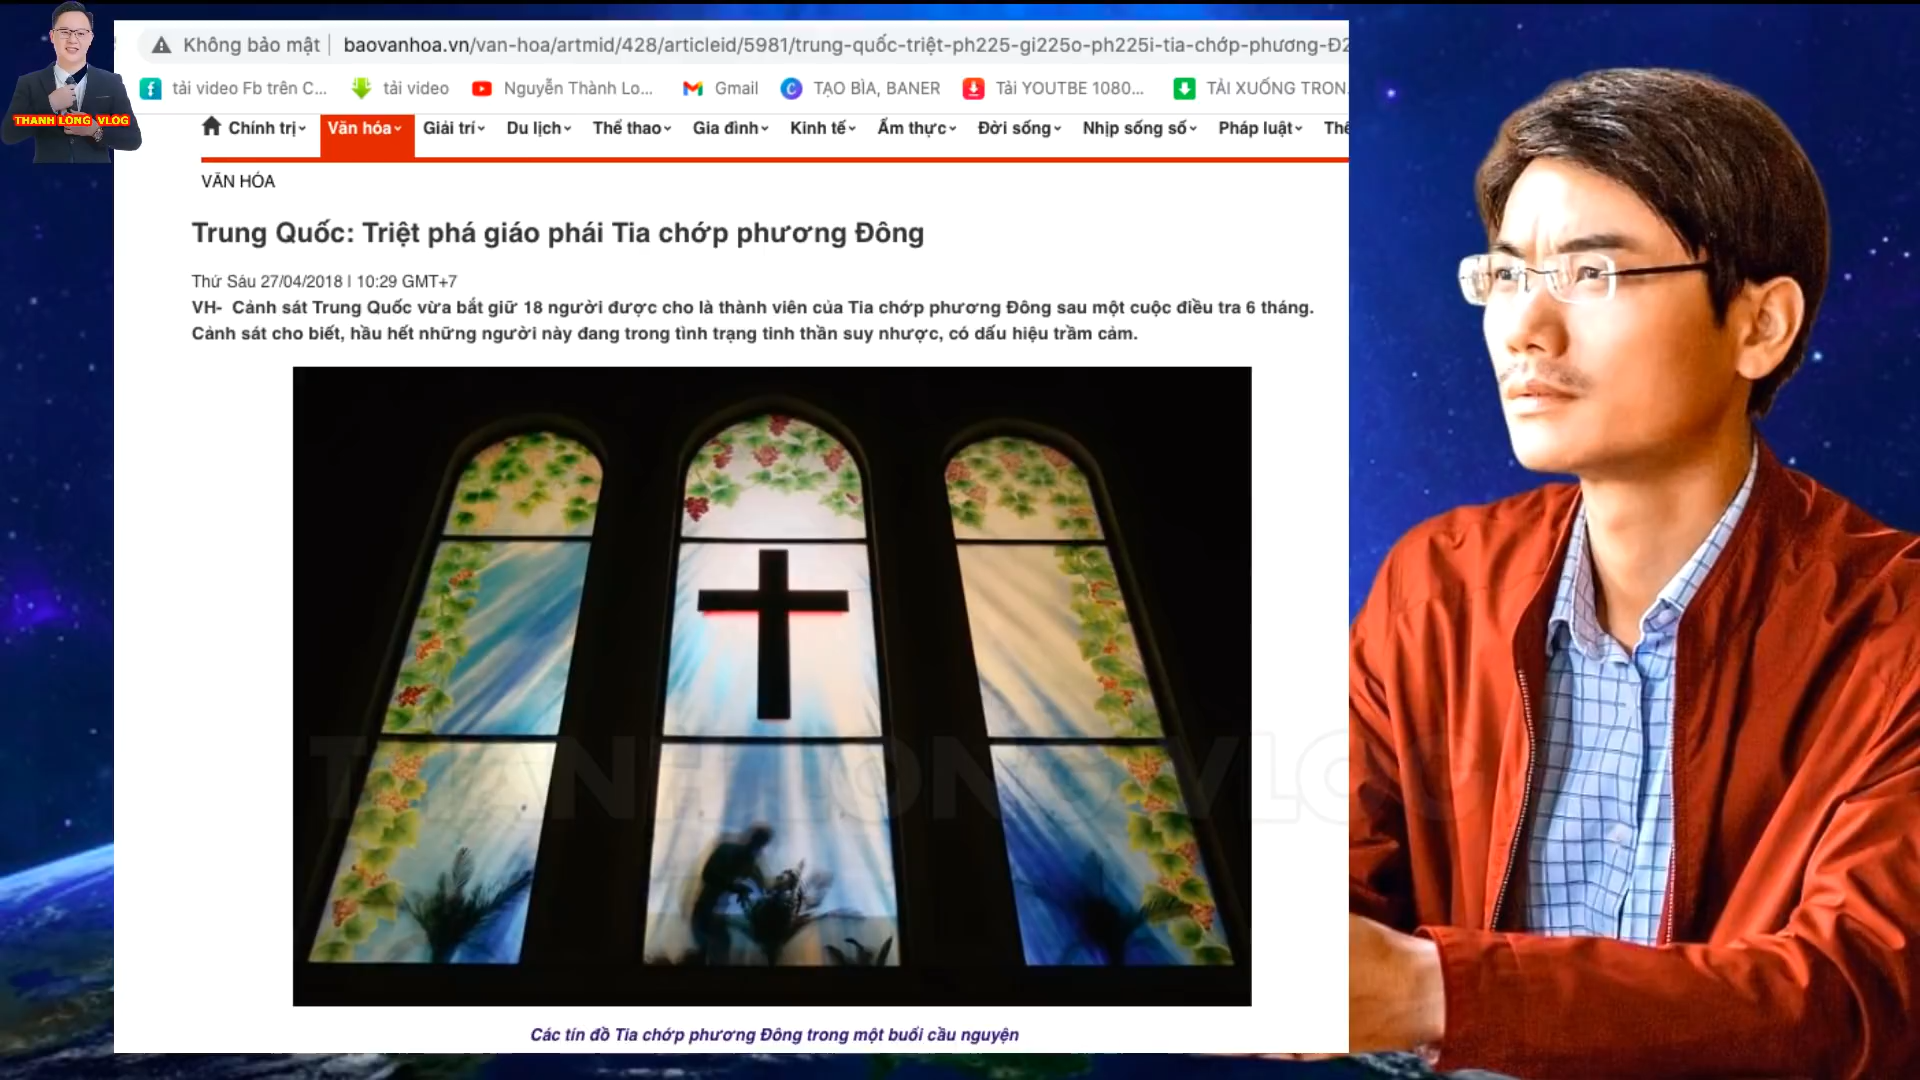 THANH LONG VLOG
Không bảo mật | baovanhoa.vn/van-hoa/artmid/428/articleid/5981/trung-quốc-triệt-ph225-gi225o-ph225i-tia-chớp-phương-Đ2
tải video Fb trên C... tải video Nguyễn Thành Lo... Gmail TẠO BÌA, BANER Tải YOUTBE 1080... TẢI XUỐNG TRON
Chính trị Văn hóa Giải trí Du lịch Thể thao Gia đình Kinh tế Ẩm thực Đời sống Nhịp sống số Pháp luật Thế
VĂN HÓA
Trung Quốc: Triệt phá giáo phái Tia chớp phương Đông
Thứ Sáu 27/04/2018 | 10:29 GMT+7
VH- Cảnh sát Trung Quốc vừa bắt giữ 18 người được cho là thành viên của Tia chớp phương Đông sau một cuộc điều tra 6 tháng.
Cảnh sát cho biết, hầu hết những người này đang trong tình trạng tinh thần suy nhược, có dấu hiệu trầm cảm.
THANH LONG VLOG
Các tín đồ Tia chớp phương Đông trong một buổi cầu nguyện